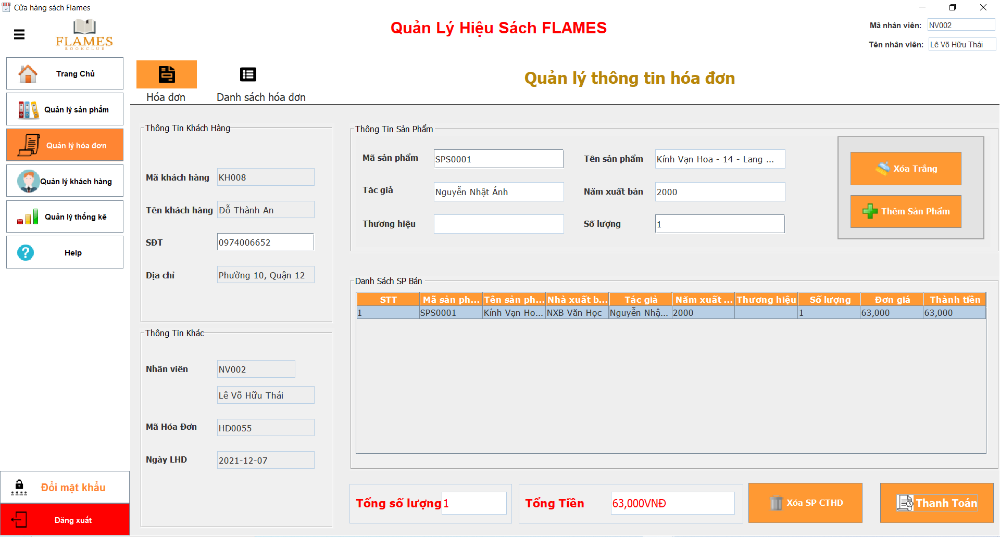 Cửa hàng sách Flames
FLAMES
BOOKCLUB
Quản Lý Hiệu Sách FLAMES
Mã nhân viên: NV002
Tên nhân viên: Lê Võ Hữu Thái
Trang Chủ
Quản lý sản phẩm
Quản lý hóa đơn
Quản lý khách hàng
Quản lý thống kê
Help
Đổi mật khẩu
Đăng xuất
Hóa đơn
Danh sách hóa đơn
Quản lý thông tin hóa đơn
Thông Tin Khách Hàng
Mã khách hàng KH008
Tên khách hàng Đỗ Thành An
SĐT 0974006652
Địa chỉ Phường 10, Quận 12
Thông Tin Khác
Nhân viên NV002
Lê Võ Hữu Thái
Mã Hóa Đơn HD0055
Ngày LHD 2021-12-07
Thông Tin Sản Phẩm
Mã sản phẩm SPS0001 Tên sản phẩm Kính Vạn Hoa - 14 - Lang ...
Tác giả Nguyễn Nhật Ánh Năm xuất bản 2000
Thương hiệu Số lượng 1
Xóa Trắng
Thêm Sản Phẩm
Danh Sách SP Bán
STT Mã sản ph... Tên sản ph... Nhà xuất b... Tác giả Năm xuất ... Thương hiệu Số lượng Đơn giá Thành tiền
1 SPS0001 Kính Vạn Ho... NXB Văn Học Nguyễn Nhậ... 2000 1 63,000 63,000
Tổng số lượng 1
Tổng Tiền 63,000VNĐ
Xóa SP CTHD
Thanh Toán